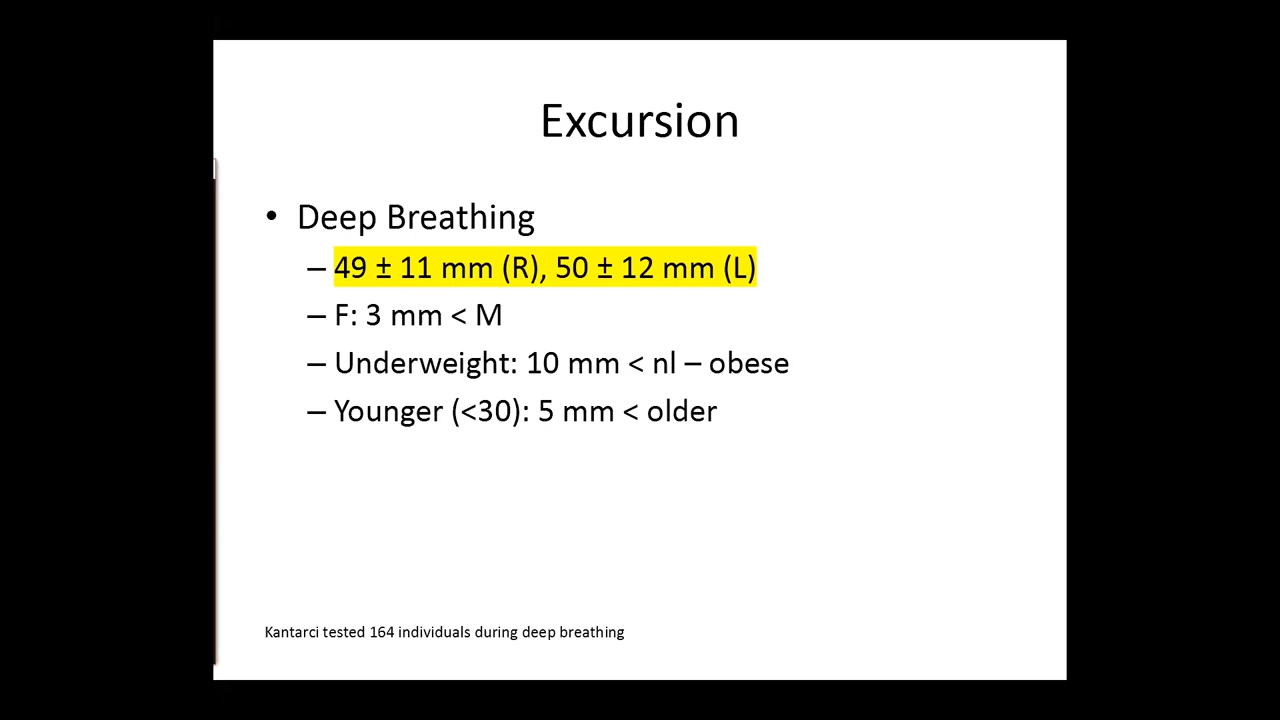 Excursion
• Deep Breathing
– 49 ± 11 mm (R), 50 ± 12 mm (L)
– F: 3 mm < M
– Underweight: 10 mm < nl – obese
– Younger (<30): 5 mm < older
Kantarci tested 164 individuals during deep breathing